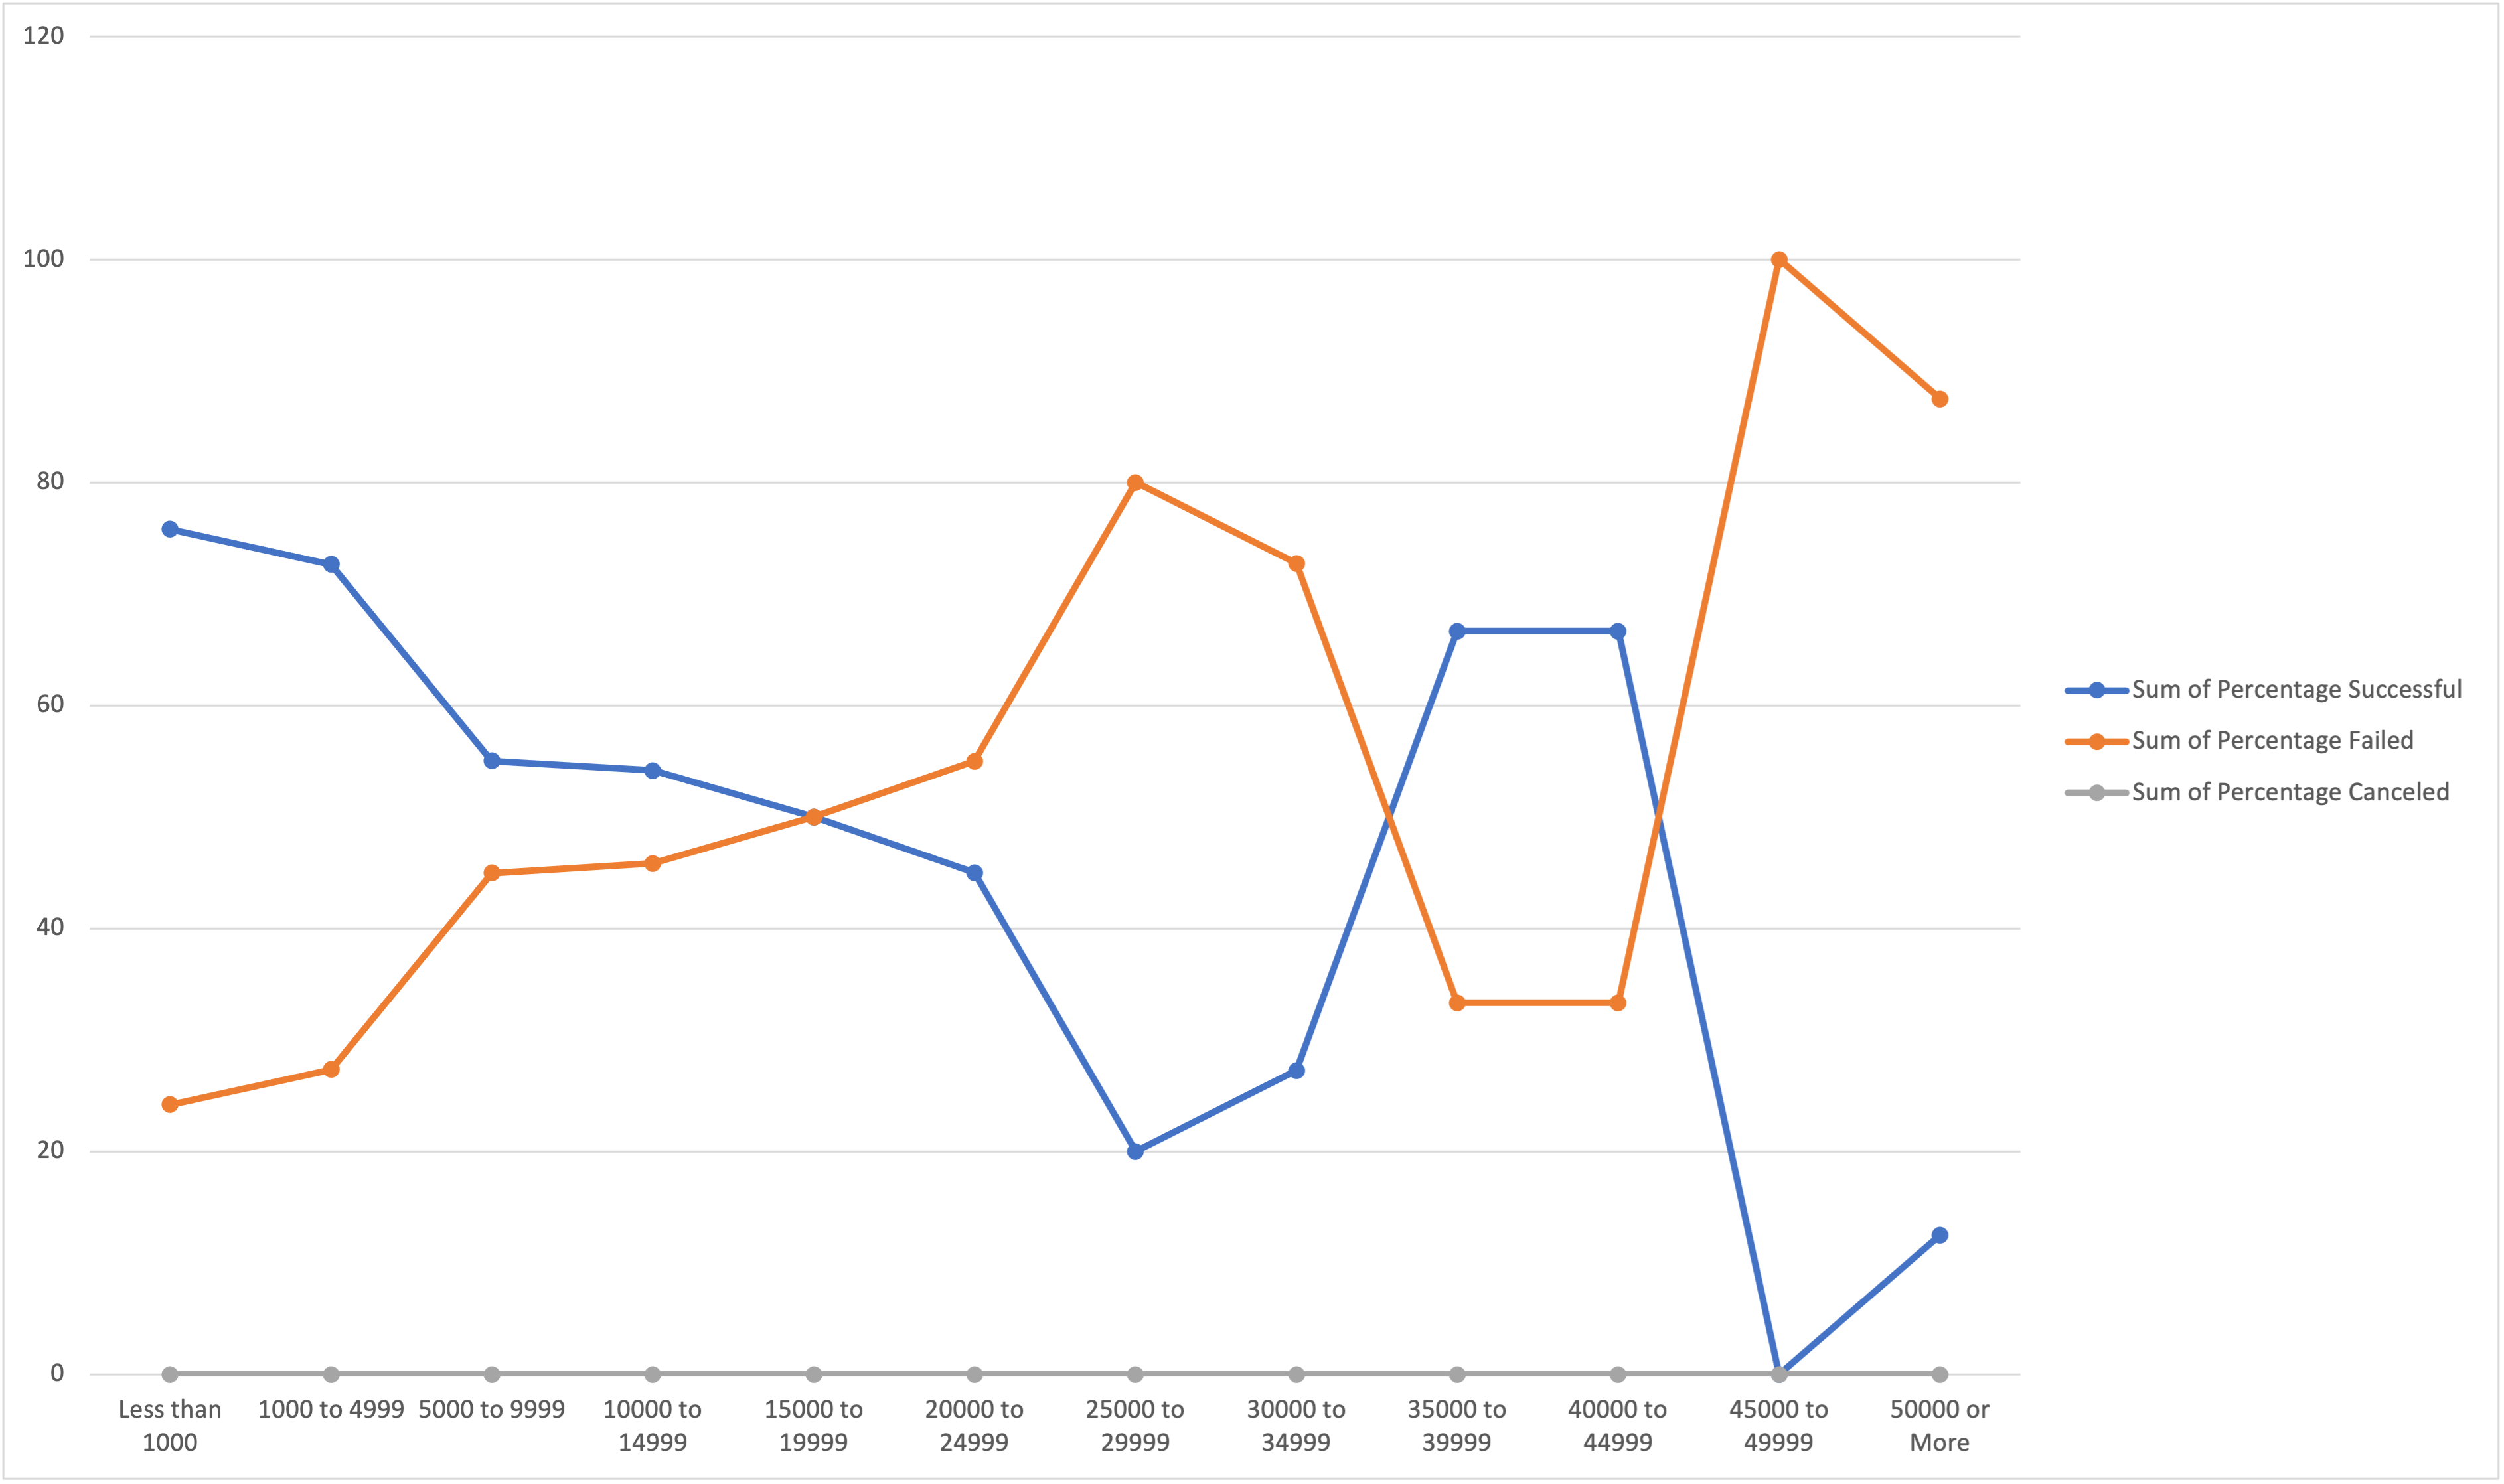 120
100
80
60
40
20
0
Less than
1000
1000 to 4999
5000 to 9999
10000 to
14999
15000 to
19999
20000 to
24999
25000 to
29999
30000 to
34999
35000 to
39999
40000 to
44999
45000 to
49999
50000 or
More
Sum of Percentage Successful
Sum of Percentage Failed
Sum of Percentage Canceled